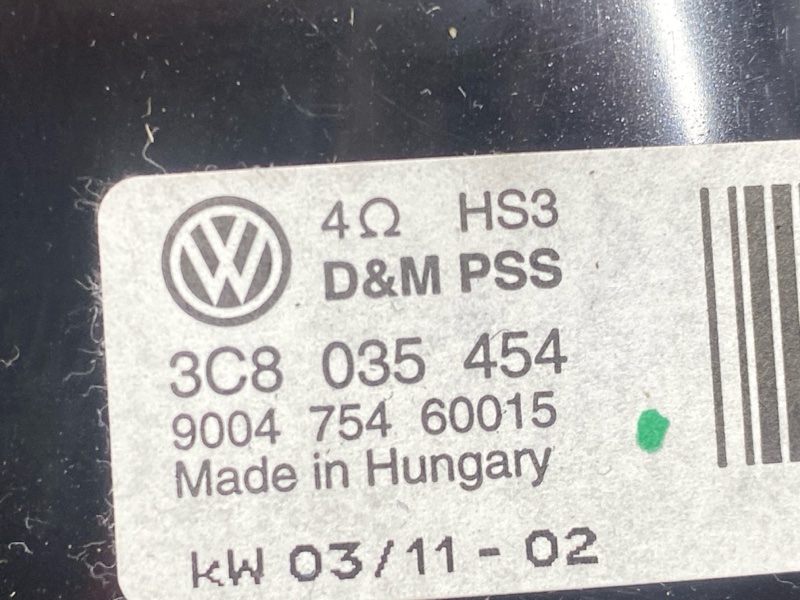 4Ω HS3
D&M PSS
3C8 035 454
9004 754 60015
Made in Hungary
kW 03/11 - 02